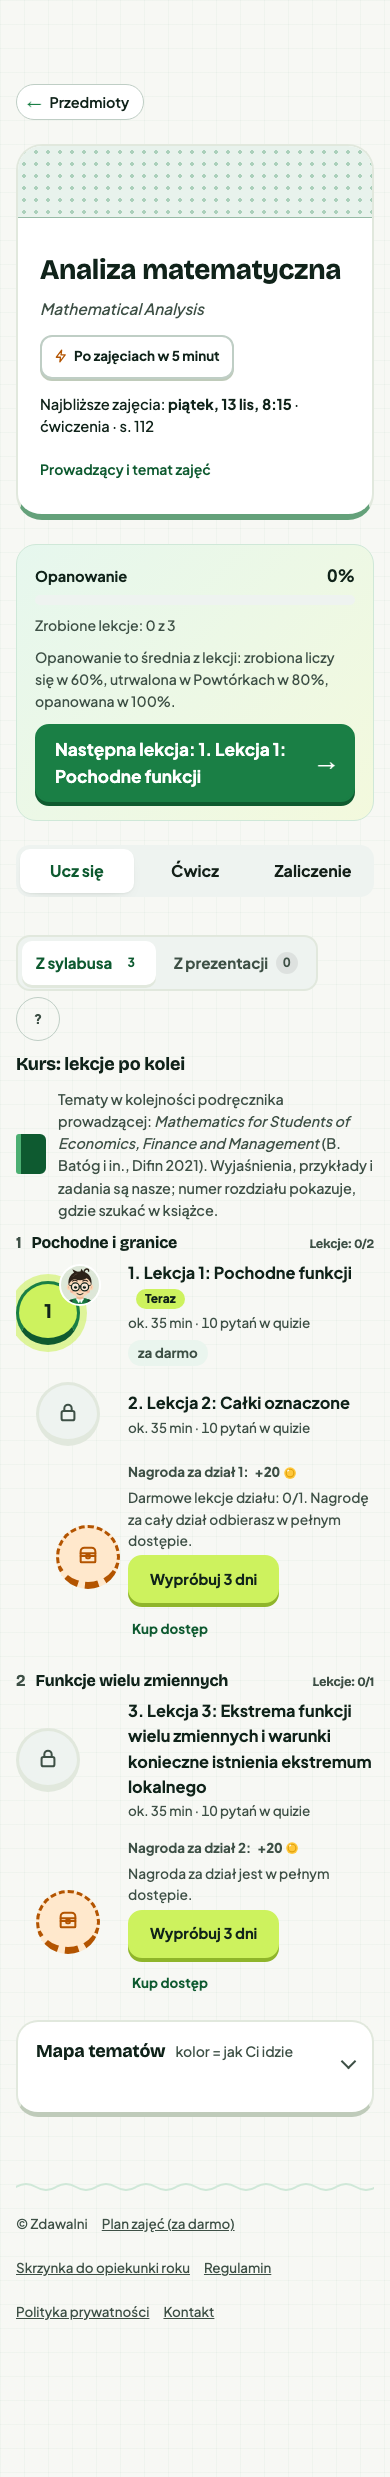 ← Przedmioty
Analiza matematyczna
Mathematical Analysis
Po zajęciach w 5 minut
Najbliższe zajęcia: piątek, 13 lis, 8:15 ·
ćwiczenia · s. 112
Prowadzący i temat zajęć
Opanowanie 0%
Zrobione lekcje: 0 z 3
Opanowanie to średnia z lekcji: zrobiona liczy
się w 60%, utrwalona w Powtórkach w 80%,
opanowana w 100%.
Następna lekcja: 1. Lekcja 1:
Pochodne funkcji →
Ucz się Ćwicz Zaliczenie
Z sylabusa 3 Z prezentacji 0
?
Kurs: lekcje po kolei
Tematy w kolejności podręcznika
prowadzącej: Mathematics for Students of
Economics, Finance and Management (B.
Batóg i in., Difin 2021). Wyjaśnienia, przykłady i
zadania są nasze; numer rozdziału pokazuje,
gdzie szukać w książce.
1 Pochodne i granice Lekcje: 0/2
1
1. Lekcja 1: Pochodne funkcji
Teraz
ok. 35 min · 10 pytań w quizie
za darmo
2. Lekcja 2: Całki oznaczone
ok. 35 min · 10 pytań w quizie
Nagroda za dział 1: +20
Darmowe lekcje działu: 0/1. Nagrodę
za cały dział odbierasz w pełnym
dostępie.
Wypróbuj 3 dni
Kup dostęp
2 Funkcje wielu zmiennych Lekcje: 0/1
3. Lekcja 3: Ekstrema funkcji
wielu zmiennych i warunki
konieczne istnienia ekstremum
lokalnego
ok. 35 min · 10 pytań w quizie
Nagroda za dział 2: +20
Nagroda za dział jest w pełnym
dostępie.
Wypróbuj 3 dni
Kup dostęp
Mapa tematów kolor = jak Ci idzie
© Zdawalni Plan zajęć (za darmo)
Skrzynka do opiekunki roku Regulamin
Polityka prywatności Kontakt